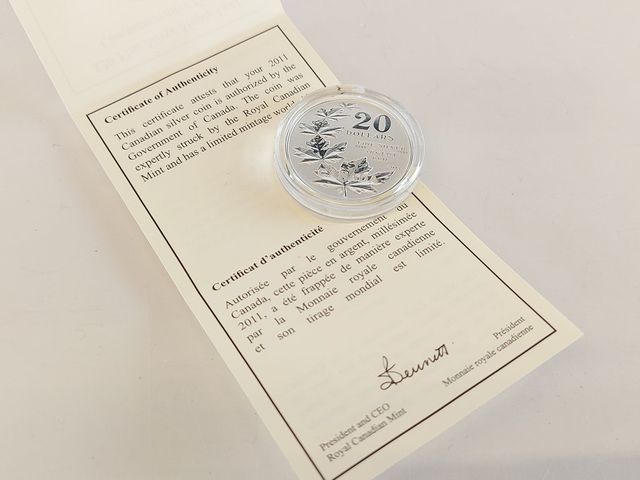 Certificate of Authenticity
This certificate attests that your 2011
Canadian silver coin is authorized by the
Government of Canada. The coin was
expertly struck by the Royal Canadian
Mint and has a limited mintage world
20
DOLLARS
FINE SILVER
Certificat d'authenticité
Autorisée par le gouvernement du
Canada, cette pièce en argent, millésimée
2011, a été frappée de manière experte
par la Monnaie royale canadienne
et son tirage mondial est limité.
Bennett
President and CEO
Royal Canadian Mint
Président
Monnaie royale canadienne